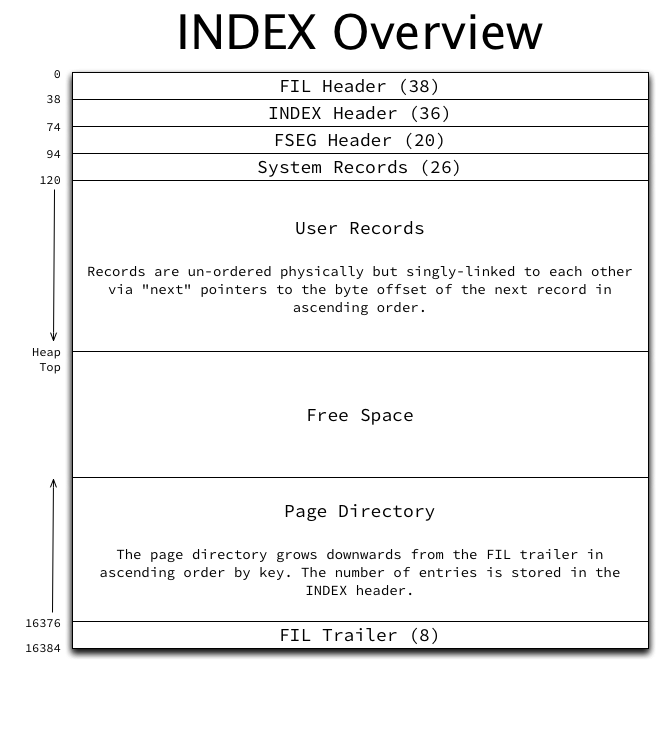 INDEX Overview
0
FIL Header (38)
38
INDEX Header (36)
74
FSEG Header (20)
94
System Records (26)
120
User Records
Records are un-ordered physically but singly-linked to each other
via "next" pointers to the byte offset of the next record in
ascending order.
Heap
Top
Free Space
Page Directory
The page directory grows downwards from the FIL trailer in
ascending order by key. The number of entries is stored in the
INDEX header.
16376
FIL Trailer (8)
16384